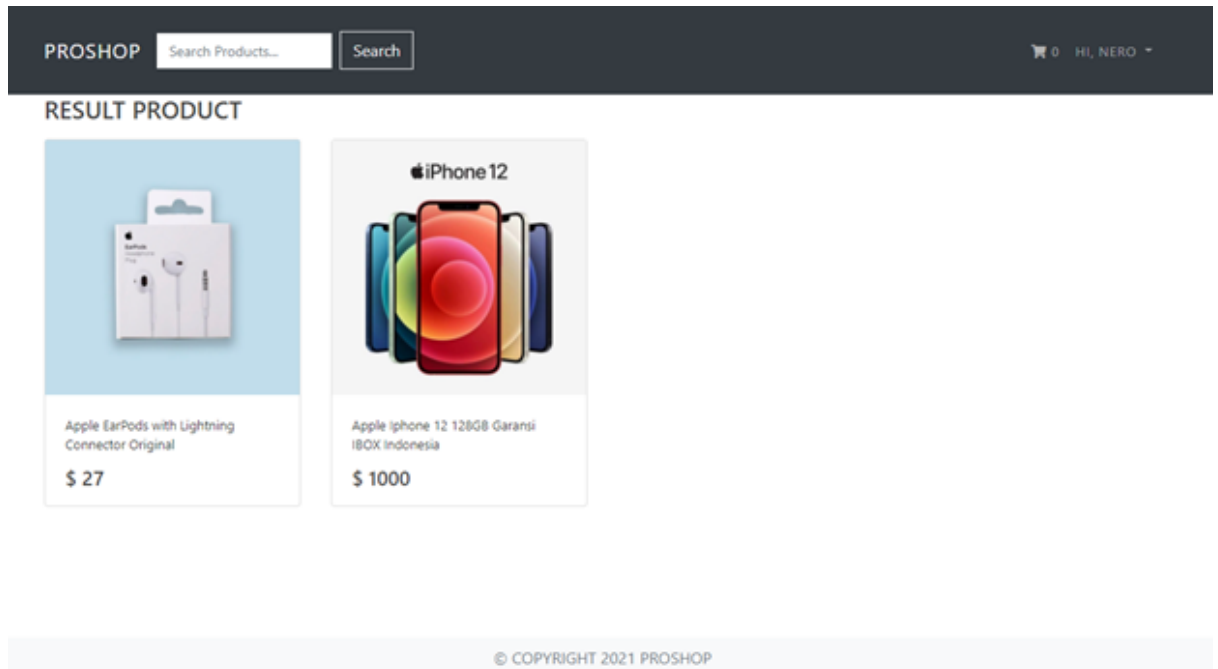 PROSHOP
Search Products...
Search
0
HI, NERO
RESULT PRODUCT
EarPods
iPhone 12
Apple EarPods with Lightning
Connector Original
$ 27
Apple Iphone 12 128GB Garansi
IBOX Indonesia
$ 1000
© COPYRIGHT 2021 PROSHOP